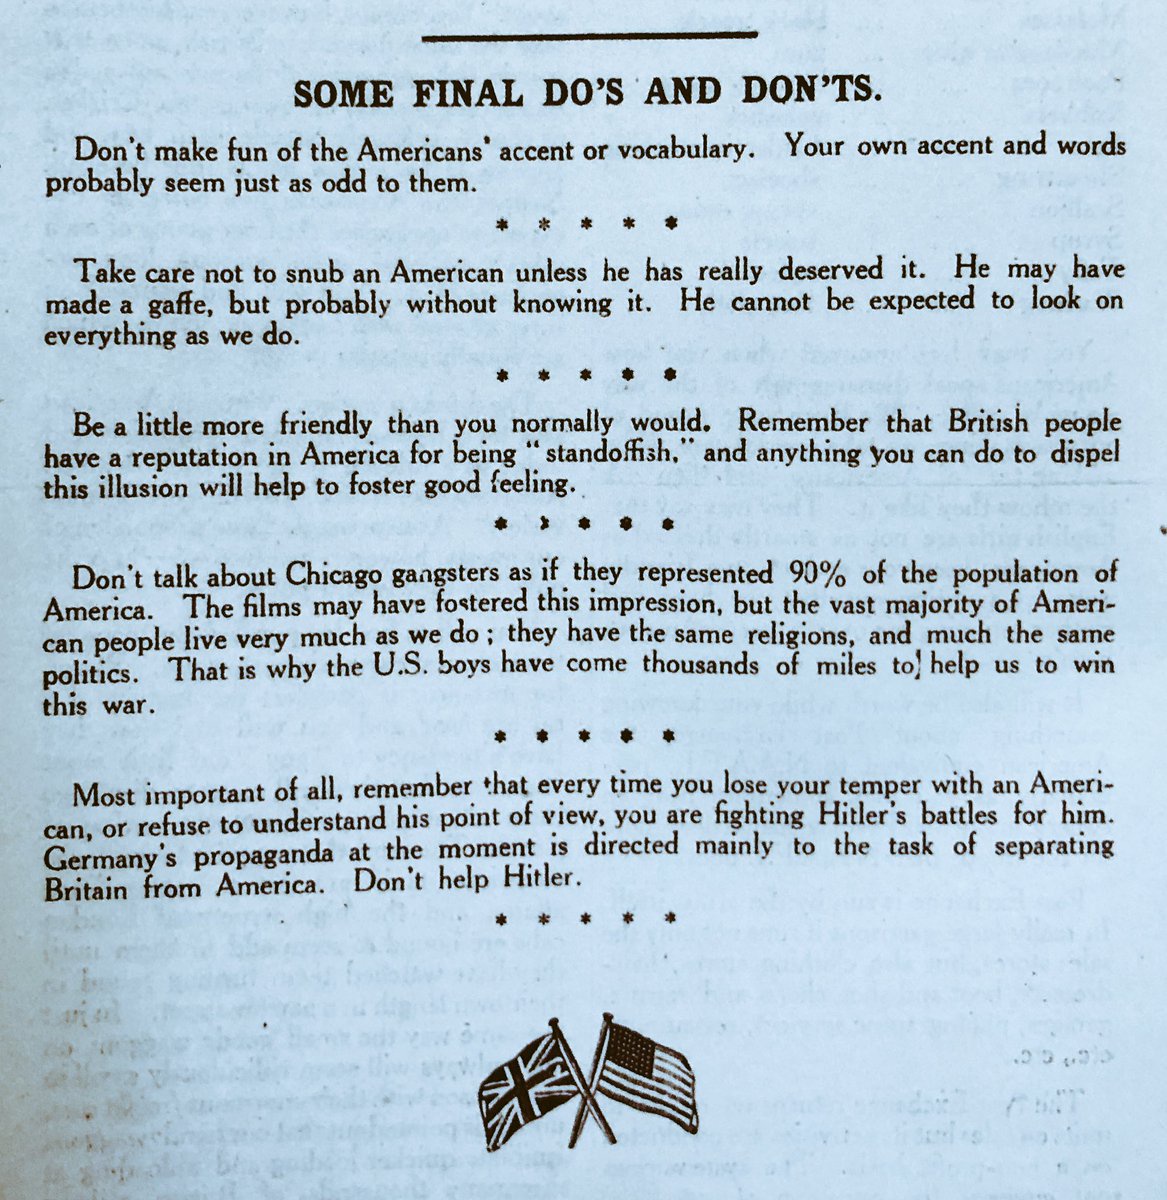 SOME FINAL DO'S AND DON'TS.
Don't make fun of the Americans' accent or vocabulary. Your own accent and words
probably seem just as odd to them.
* * * * *
Take care not to snub an American unless he has really deserved it. He may have
made a gaffe, but probably without knowing it. He cannot be expected to look on
everything as we do.
* * * * *
Be a little more friendly than you normally would. Remember that British people
have a reputation in America for being "standoffish," and anything you can do to dispel
this illusion will help to foster good feeling.
* * * * *
Don't talk about Chicago gangsters as if they represented 90% of the population of
America. The films may have fostered this impression, but the vast majority of Ameri-
can people live very much as we do; they have the same religions, and much the same
politics. That is why the U.S. boys have come thousands of miles to help us to win
this war.
* * * * *
Most important of all, remember that every time you lose your temper with an Ameri-
can, or refuse to understand his point of view, you are fighting Hitler's battles for him.
Germany's propaganda at the moment is directed mainly to the task of separating
Britain from America. Don't help Hitler.
* * * * *